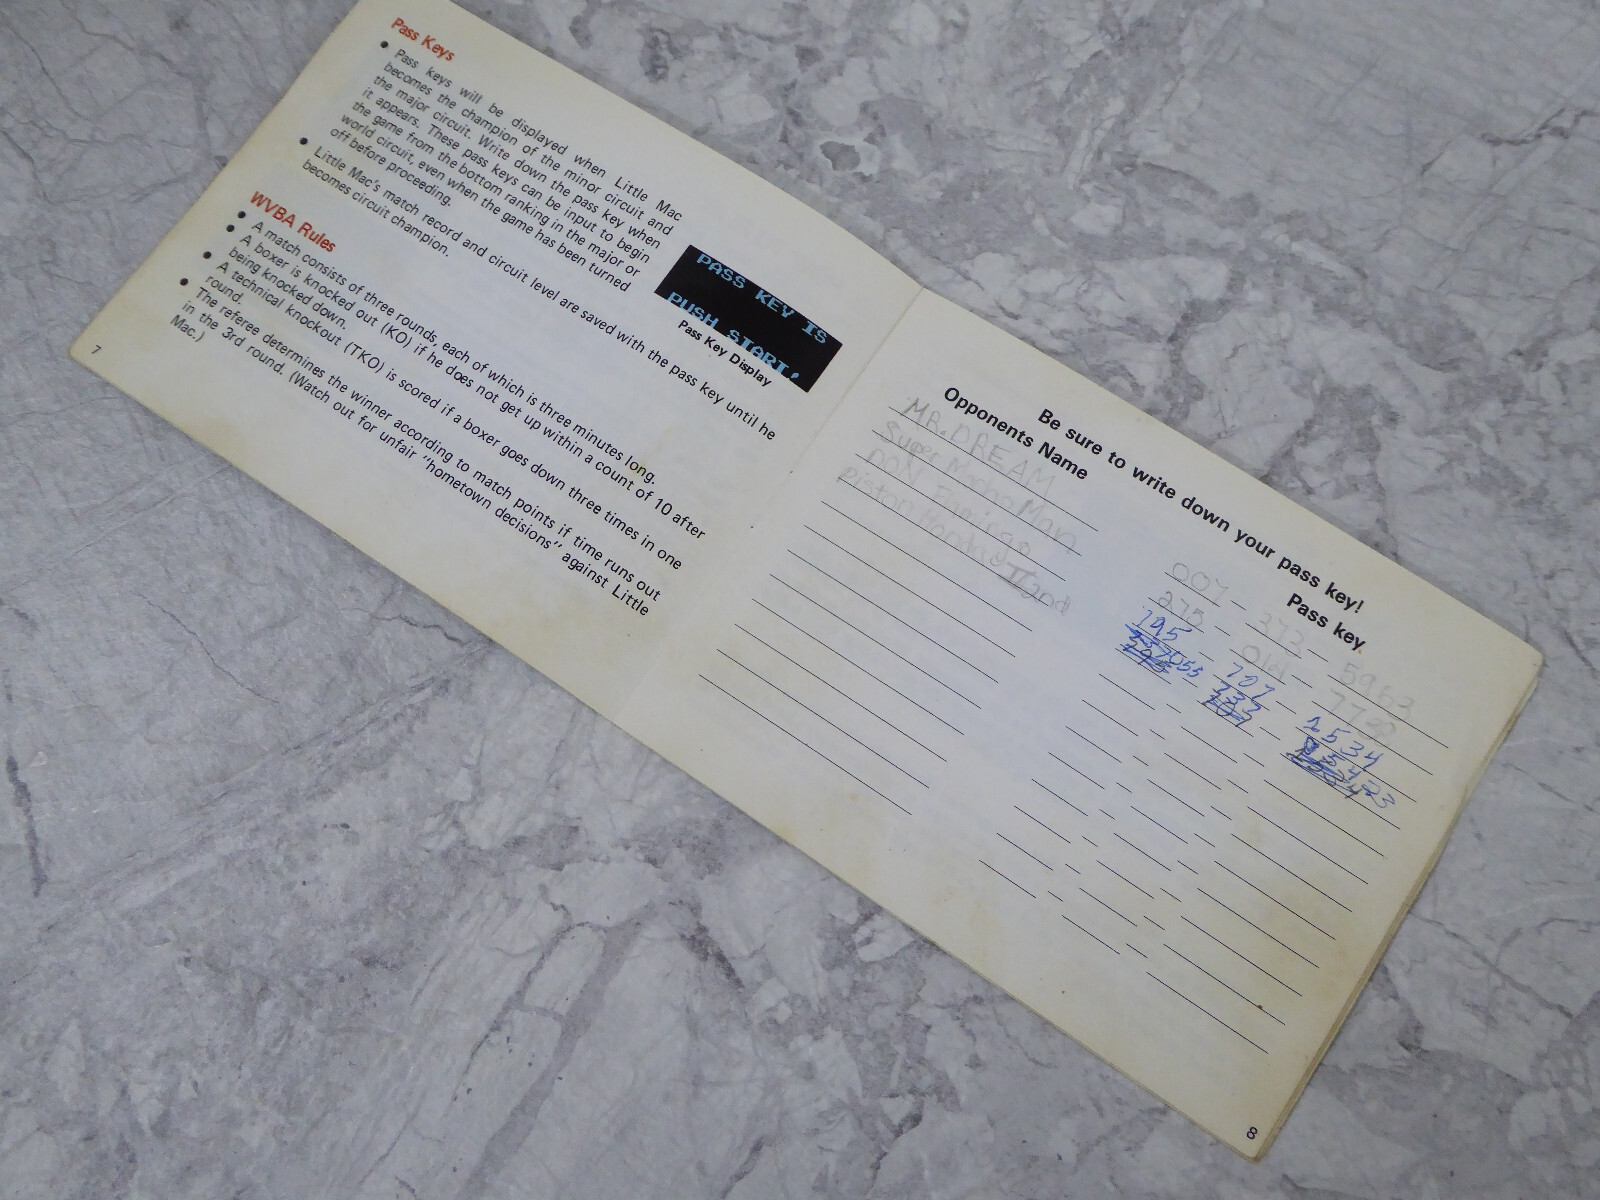 Pass Keys
• Pass keys will be displayed when Little Mac
becomes the champion of the minor circuit and
the major circuit. Write down the pass key when
it appears. These pass keys can be input to begin
the game from the bottom ranking in the major or
world circuit, even when the game has been turned
off before proceeding.
• Little Mac's match record and circuit level are saved with the pass key until he
becomes circuit champion.
PASS KEY IS
PUSH START!
Pass Key Display
WVBA Rules
• A match consists of three rounds, each of which is three minutes long.
• A boxer is knocked out (KO) if he does not get up within a count of 10 after
being knocked down.
• A technical knockout (TKO) is scored if a boxer goes down three times in one
round.
• The referee determines the winner according to match points if time runs out
in the 3rd round. (Watch out for unfair "hometown decisions" against Little
Mac.)
7
Be sure to write down your pass key!
Opponents Name Pass key
MR. DREAM 007 - 373 - 5963
Super Macho Man 275 -
DON 195 707 2534
Piston Honda II 2nd
8